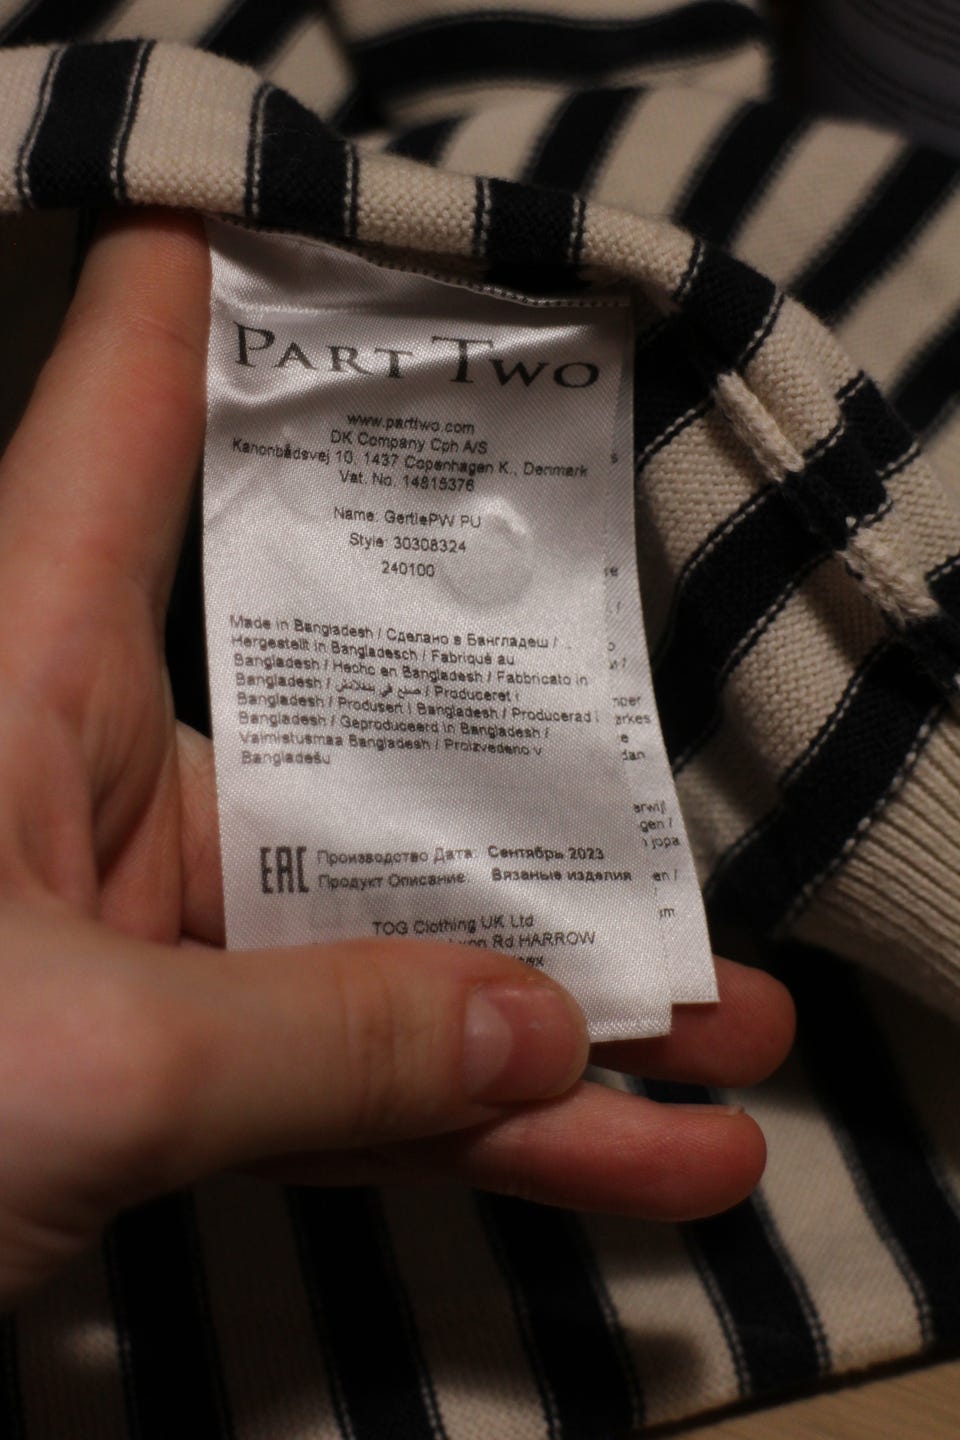 PART TWO
www.parttwo.com
DK Company Cph A/S
Kanonbådsvej 10, 1437 Copenhagen K., Denmark
Vat. No. 14815376
Name: GertiePW PU
Style: 30308324
240100
Made in Bangladesh / Сделано в Бангладеш /
Hergestellt in Bangladesch / Fabriqué au
Bangladesh / Hecho en Bangladesh / Fabbricato in
Bangladesh / صنع في بنغلادش / Produceret i
Bangladesh / Produsert i Bangladesh / Producerad i
Bangladesh / Geproduceerd in Bangladesh /
Valmistusmaa Bangladesh / Proizvedeno v
Bangladešu
EAC Производство Дата: Сентябрь 2023
Продукт Описание: Вязаные изделия
TOG Clothing UK Ltd
Rd HARROW